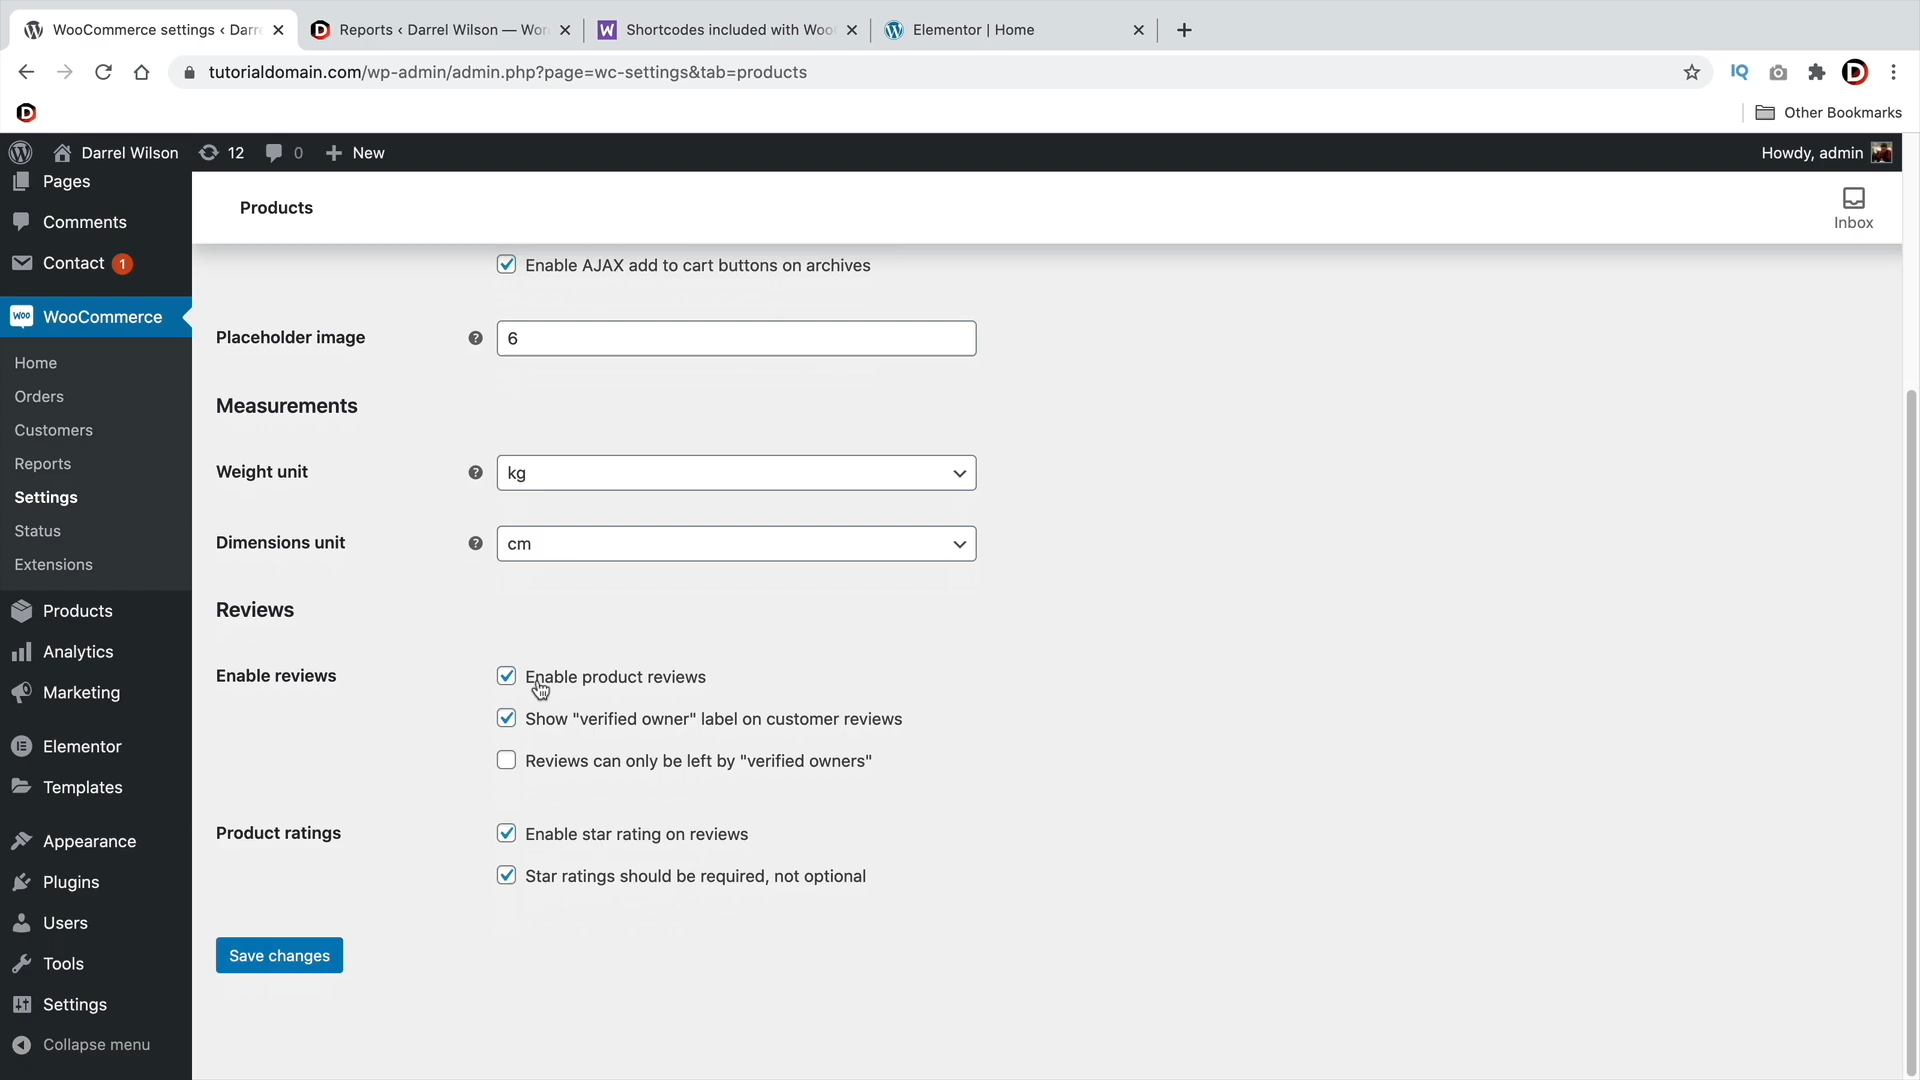 WooCommerce settings ‹ Darre
Reports ‹ Darrel Wilson — Wor
Shortcodes included with Woo
Elementor | Home
tutorialdomain.com/wp-admin/admin.php?page=wc-settings&tab=products
IQ
Other Bookmarks
Darrel Wilson
12
0
New
Howdy, admin
Pages
Comments
Contact 1
WooCommerce
Home
Orders
Customers
Reports
Settings
Status
Extensions
Products
Analytics
Marketing
Elementor
Templates
Appearance
Plugins
Users
Tools
Settings
Collapse menu
Products
Inbox
Enable AJAX add to cart buttons on archives
Placeholder image
6
Measurements
Weight unit
kg
Dimensions unit
cm
Reviews
Enable reviews
Enable product reviews
Show "verified owner" label on customer reviews
Reviews can only be left by "verified owners"
Product ratings
Enable star rating on reviews
Star ratings should be required, not optional
Save changes